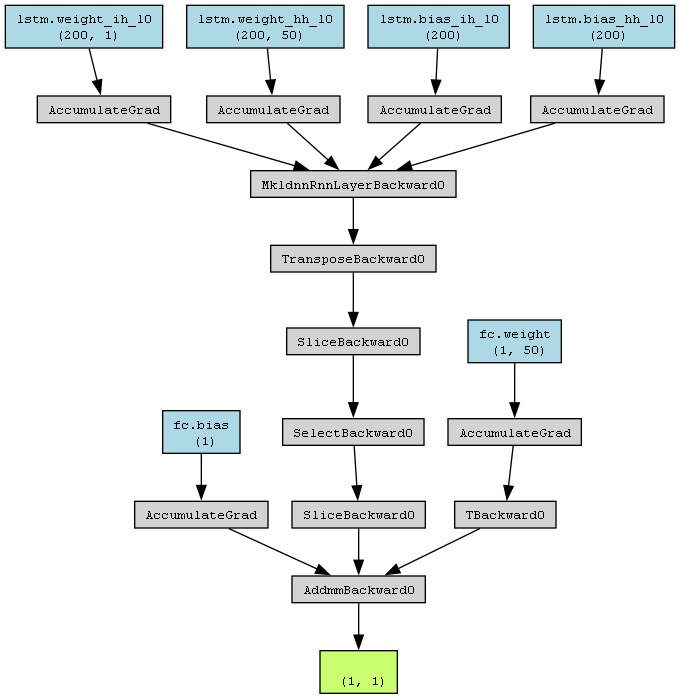 lstm.weight_ih_l0
(200, 1)
lstm.weight_hh_l0
(200, 50)
lstm.bias_ih_l0
(200)
lstm.bias_hh_l0
(200)
AccumulateGrad
AccumulateGrad
AccumulateGrad
AccumulateGrad
MkldnnRnnLayerBackward0
TransposeBackward0
SliceBackward0
fc.weight
(1, 50)
fc.bias
(1)
SelectBackward0
AccumulateGrad
AccumulateGrad
SliceBackward0
TBackward0
AddmmBackward0
(1, 1)